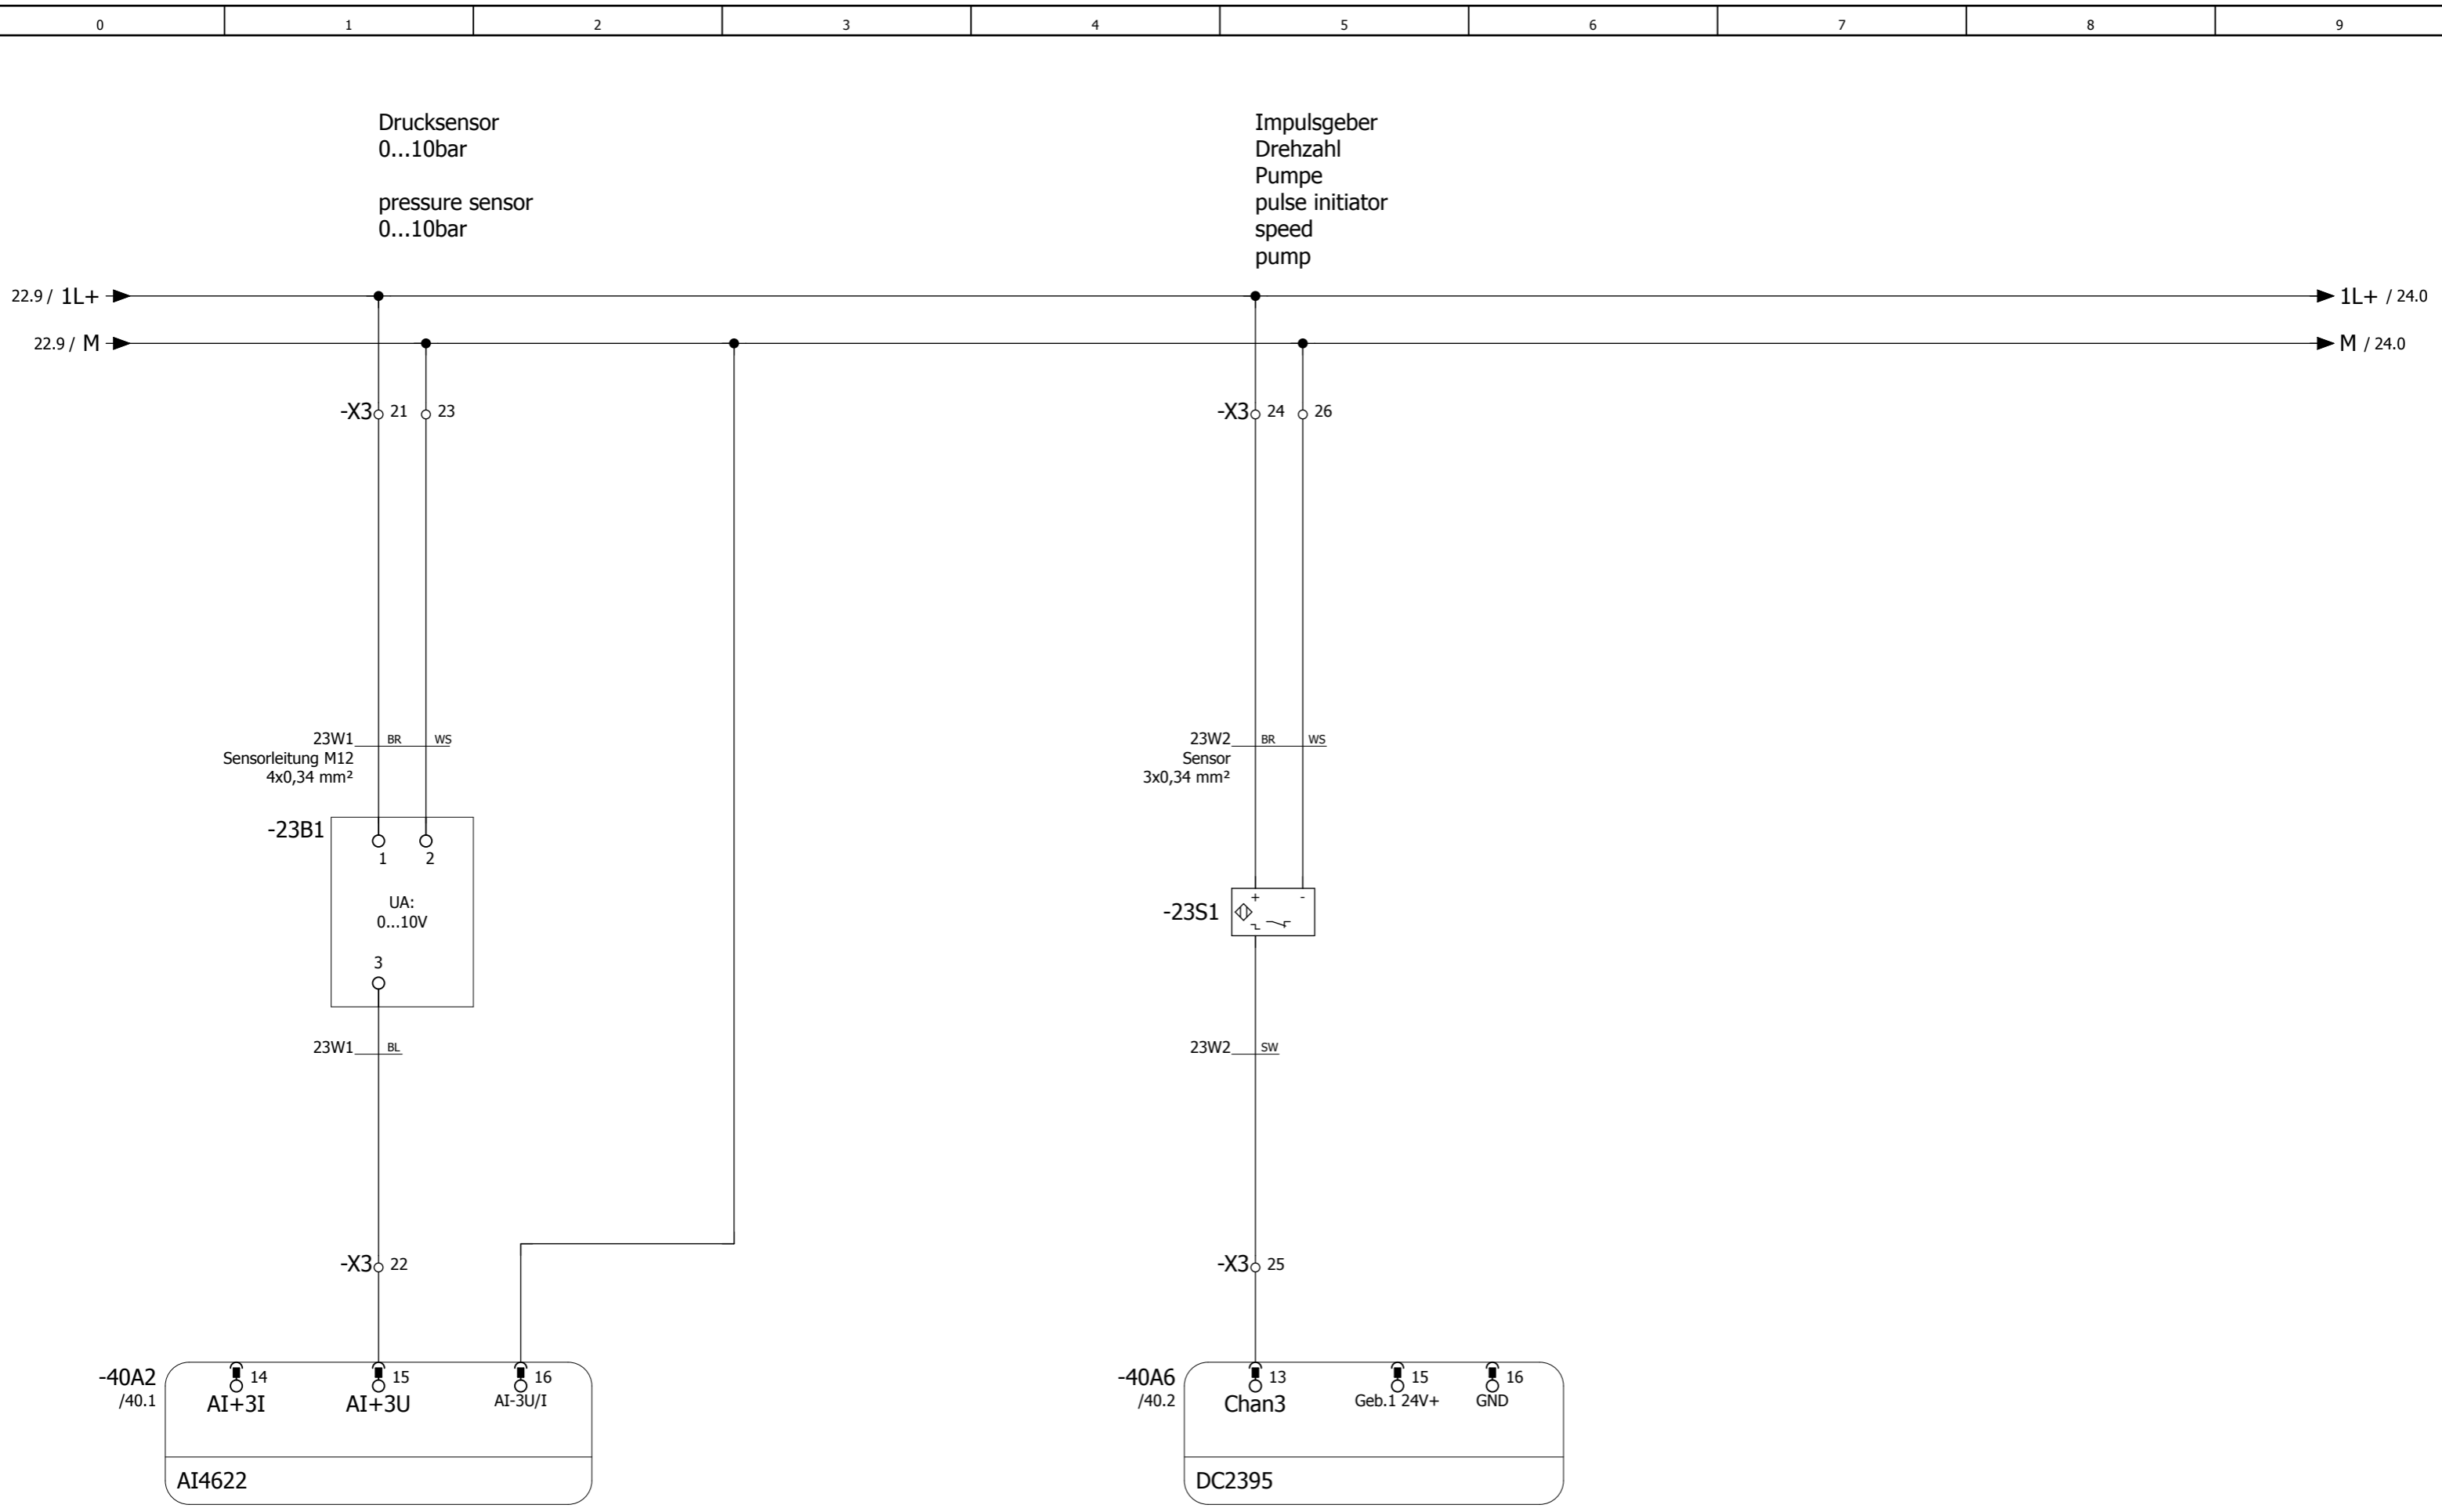 0 1 2 3 4 5 6 7 8 9
Drucksensor
0...10bar
pressure sensor
0...10bar
Impulsgeber
Drehzahl
Pumpe
pulse initiator
speed
pump
22.9 / 1L+
1L+ / 24.0
22.9 / M
M / 24.0
-X3 21 23
-X3 24 26
23W1 BR WS
Sensorleitung M12
4x0,34 mm²
23W2 BR WS
Sensor
3x0,34 mm²
-23B1
1 2
UA:
0...10V
3
-23S1
+ -
23W1 BL
23W2 SW
-X3 22
-X3 25
-40A2
/40.1
14 15 16
AI+3I AI+3U AI-3U/I
AI4622
-40A6
/40.2
13 15 16
Chan3 Geb.1 24V+ GND
DC2395